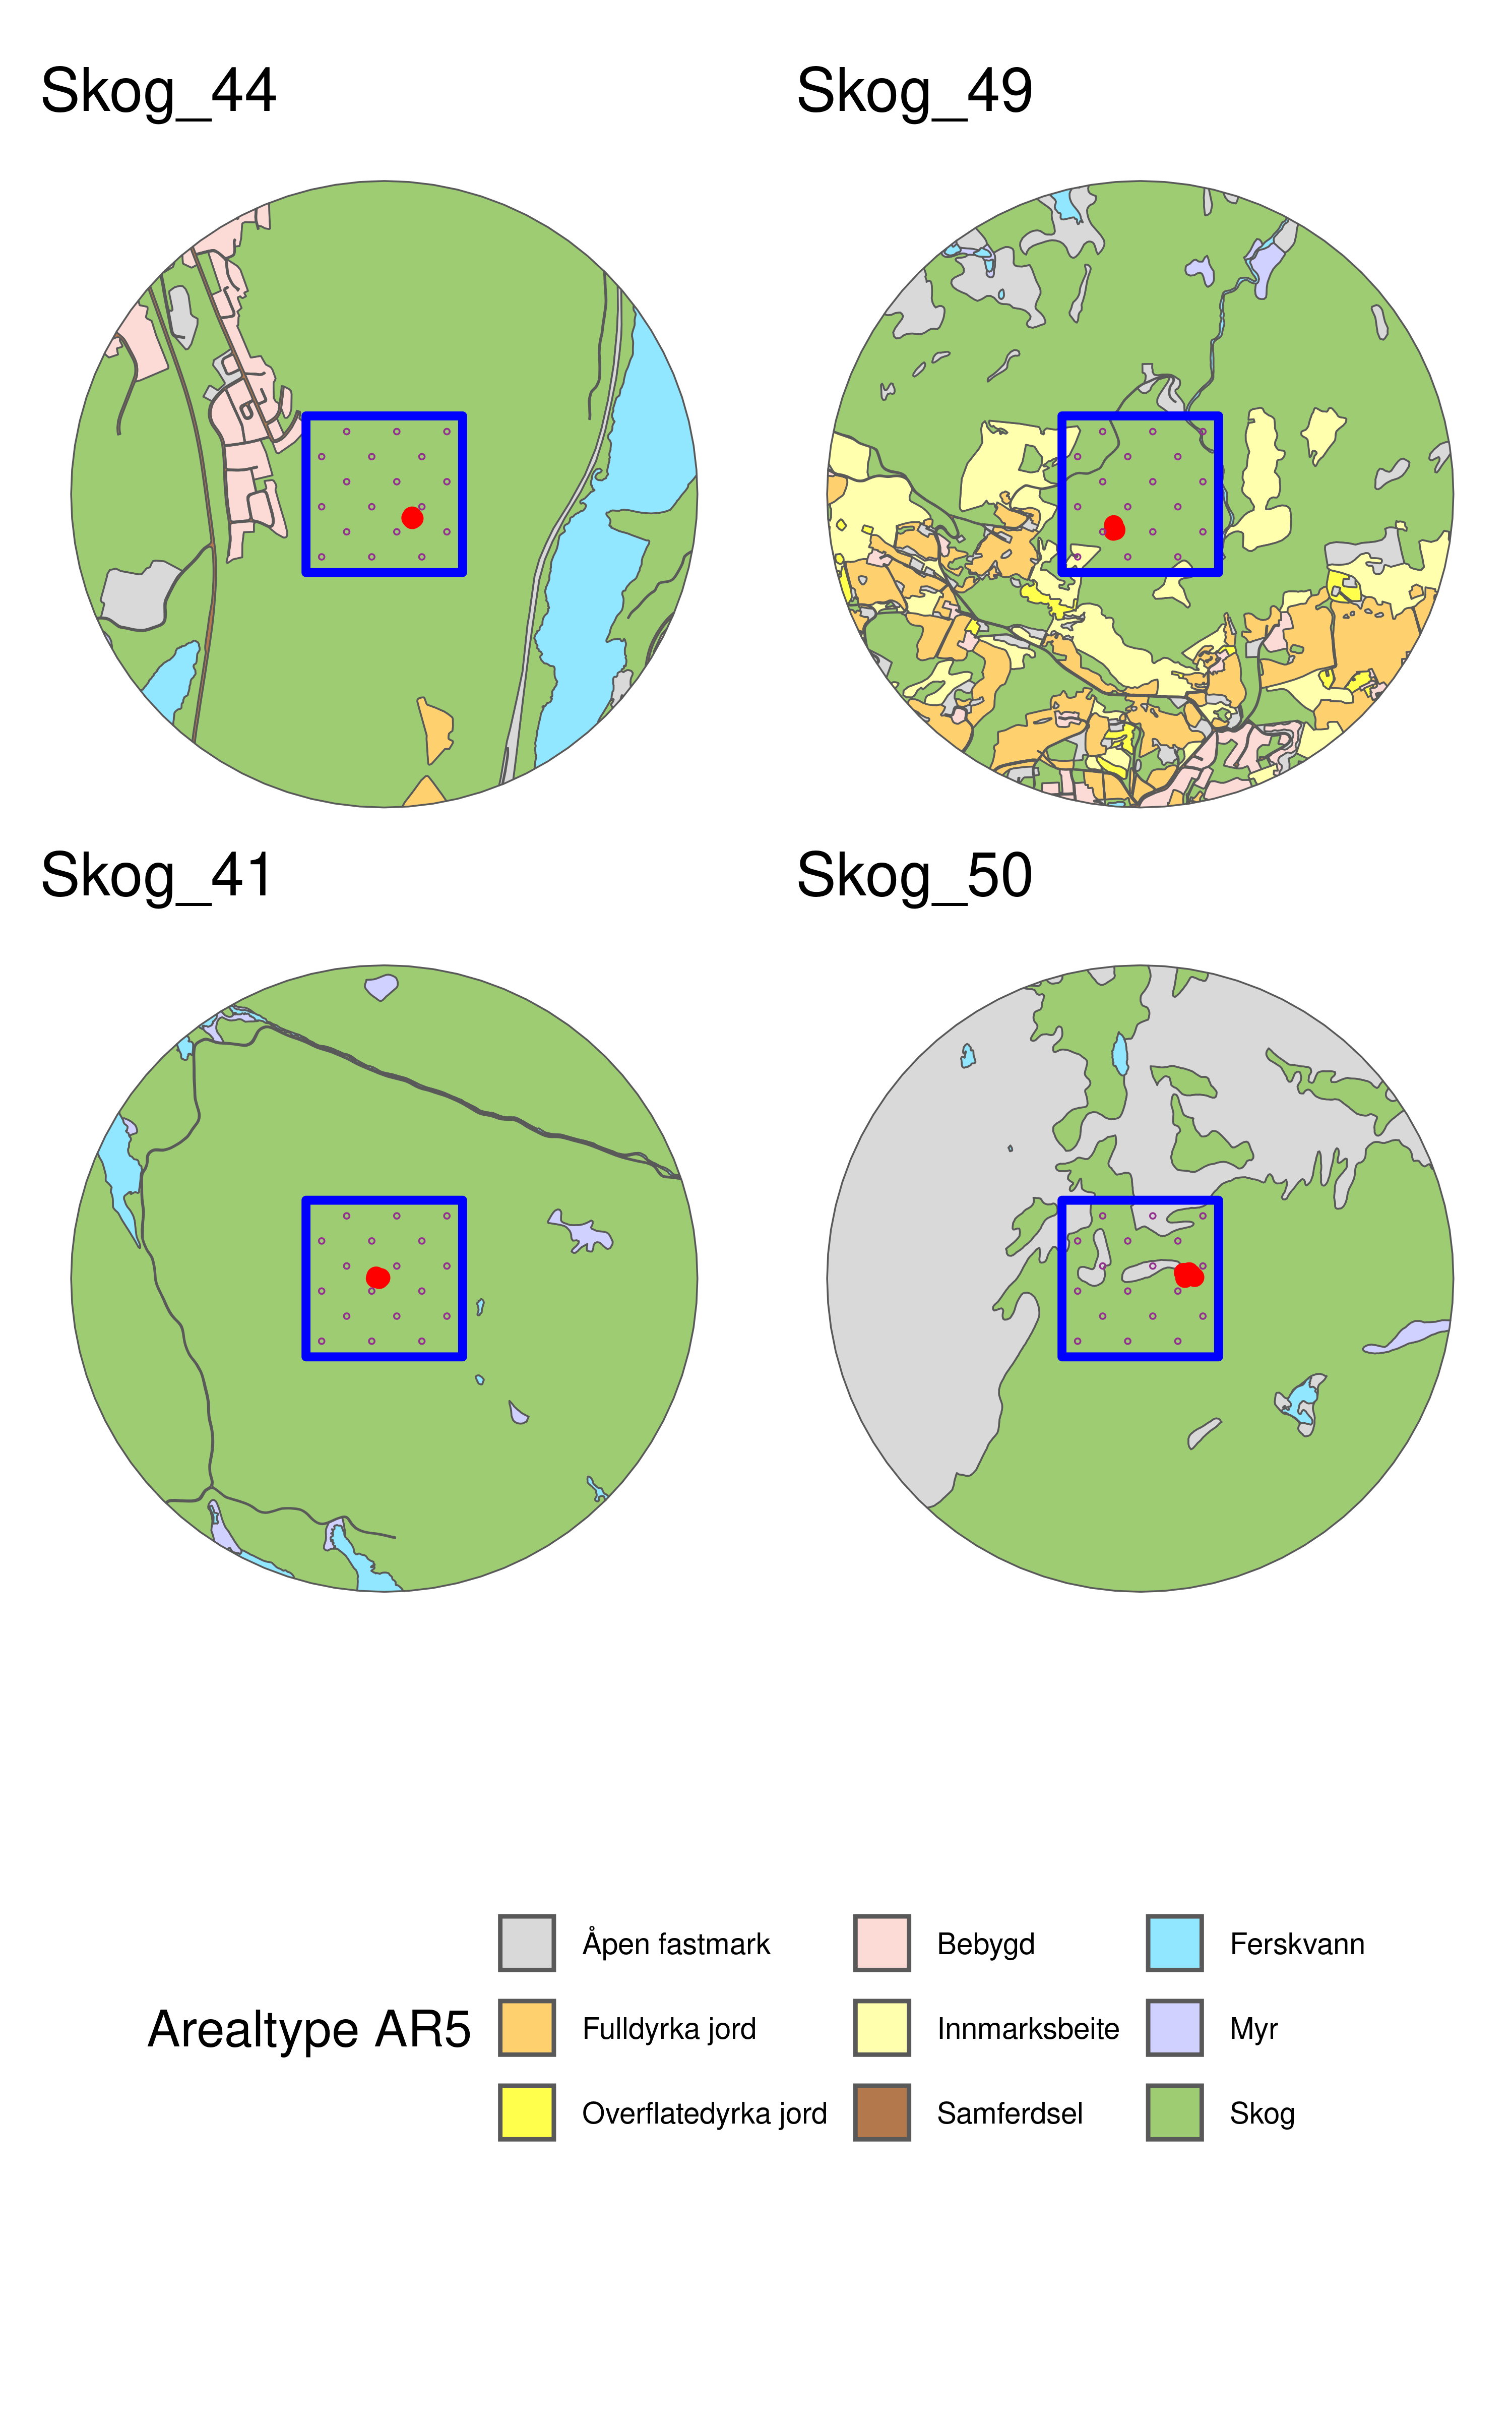 Skog_44
Skog_49
Skog_41
Skog_50
Åpen fastmark
Bebygd
Ferskvann
Arealtype AR5
Fulldyrka jord
Innmarksbeite
Myr
Overflatedyrka jord
Samferdsel
Skog